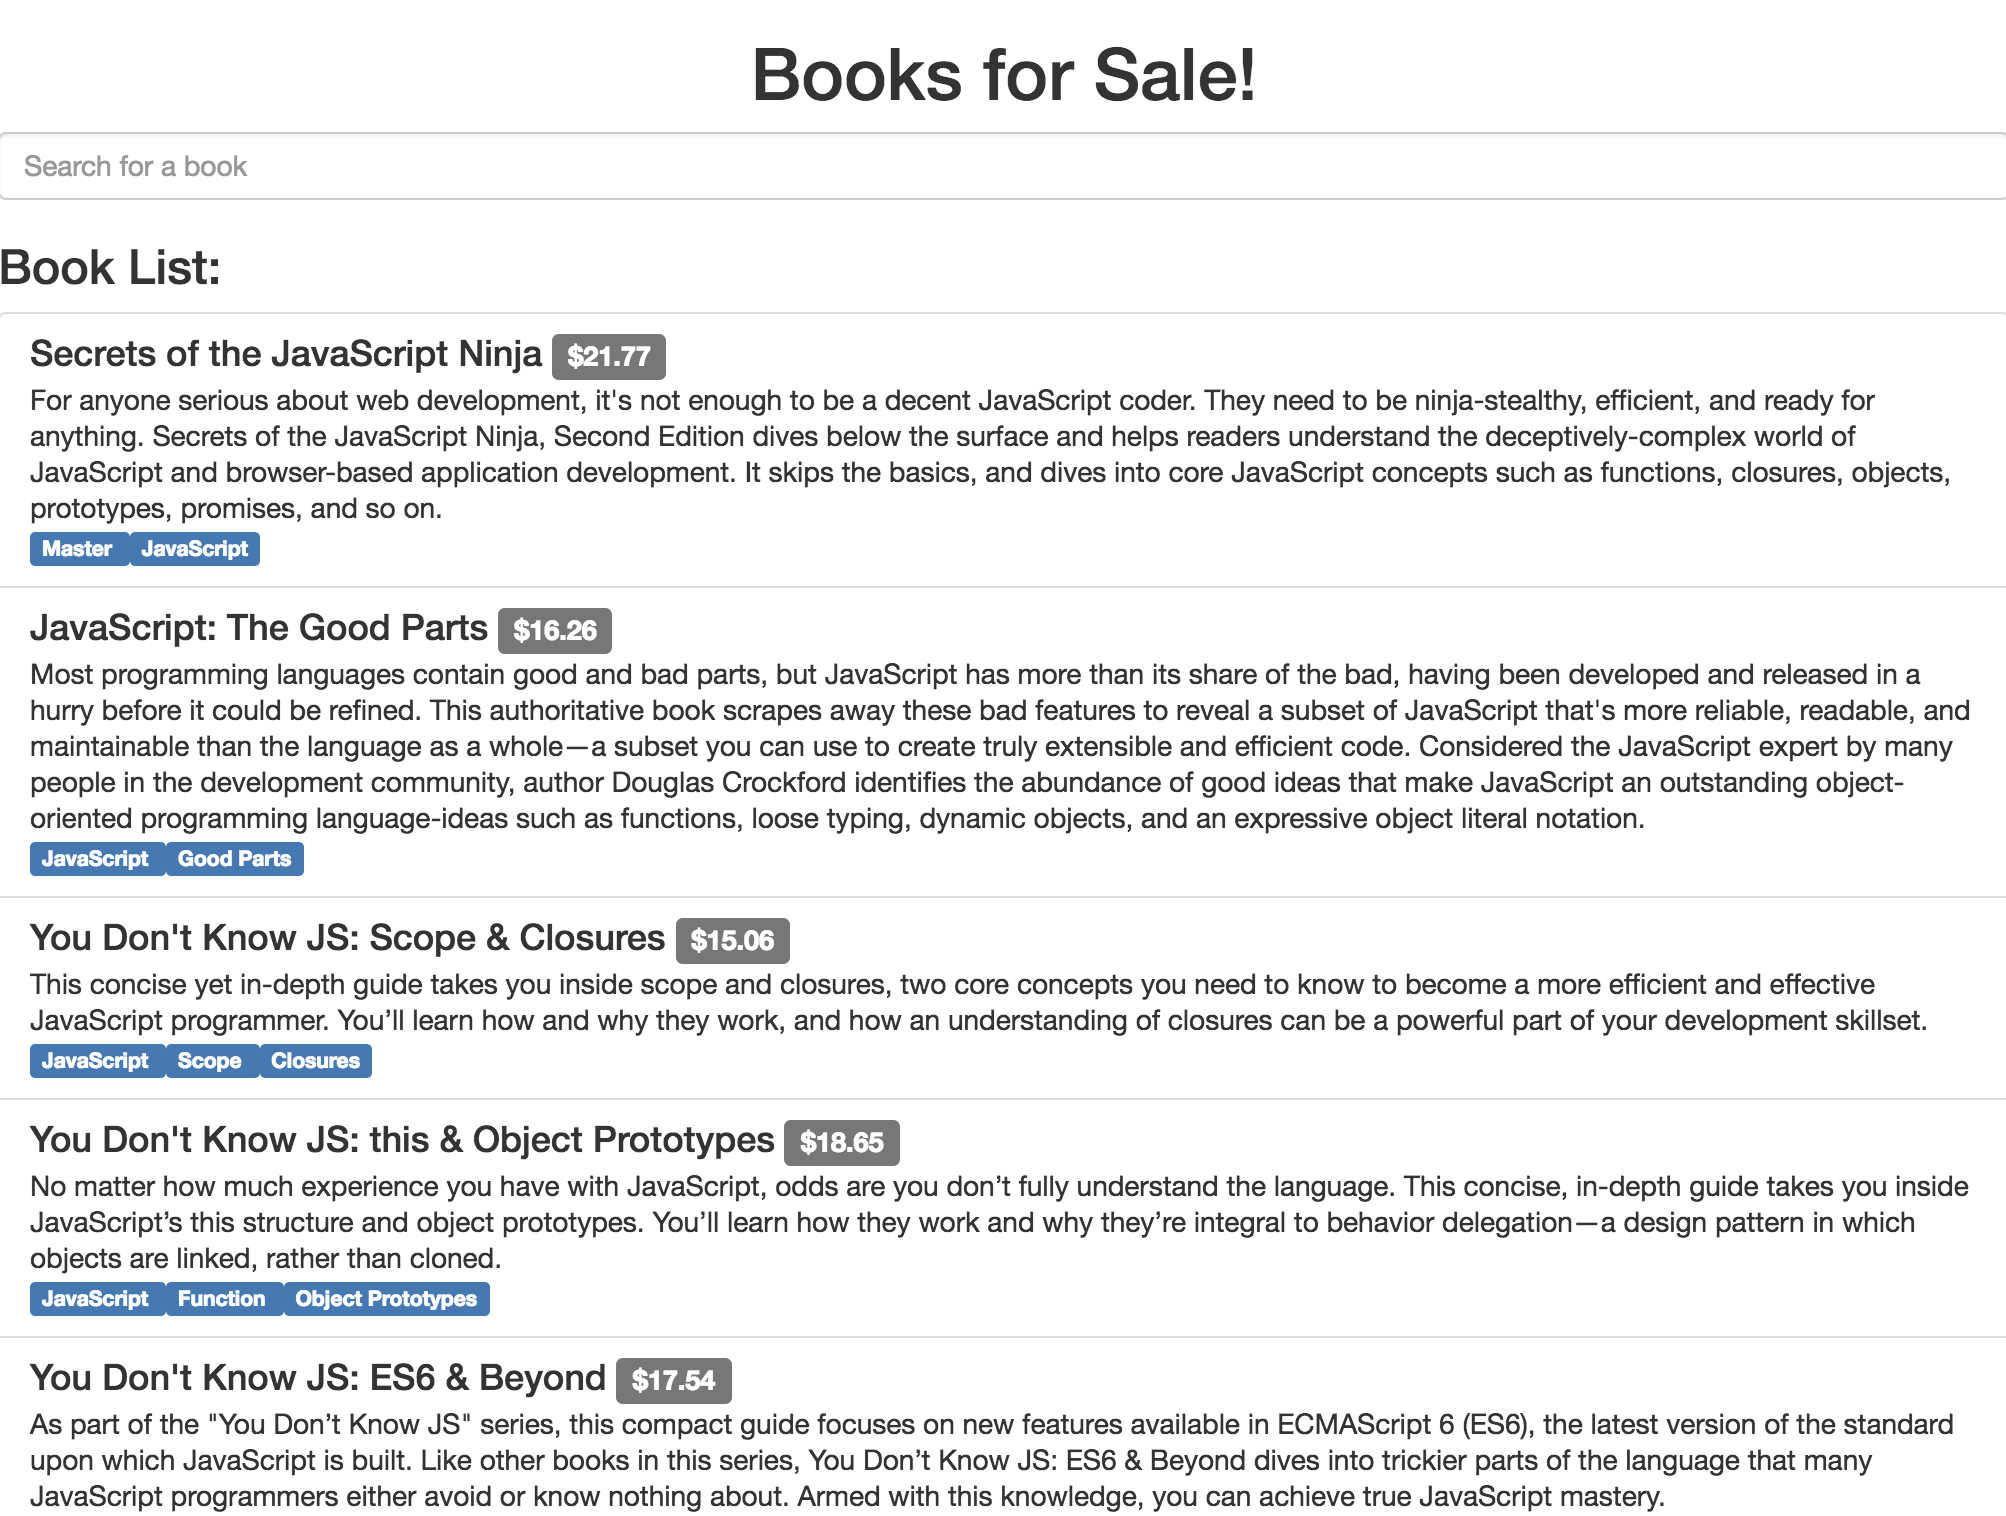 Books for Sale!
Search for a book
Book List:
Secrets of the JavaScript Ninja $21.77
For anyone serious about web development, it's not enough to be a decent JavaScript coder. They need to be ninja-stealthy, efficient, and ready for
anything. Secrets of the JavaScript Ninja, Second Edition dives below the surface and helps readers understand the deceptively-complex world of
JavaScript and browser-based application development. It skips the basics, and dives into core JavaScript concepts such as functions, closures, objects,
prototypes, promises, and so on.
Master JavaScript
JavaScript: The Good Parts $16.26
Most programming languages contain good and bad parts, but JavaScript has more than its share of the bad, having been developed and released in a
hurry before it could be refined. This authoritative book scrapes away these bad features to reveal a subset of JavaScript that's more reliable, readable, and
maintainable than the language as a whole—a subset you can use to create truly extensible and efficient code. Considered the JavaScript expert by many
people in the development community, author Douglas Crockford identifies the abundance of good ideas that make JavaScript an outstanding object-
oriented programming language-ideas such as functions, loose typing, dynamic objects, and an expressive object literal notation.
JavaScript Good Parts
You Don't Know JS: Scope & Closures $15.06
This concise yet in-depth guide takes you inside scope and closures, two core concepts you need to know to become a more efficient and effective
JavaScript programmer. You’ll learn how and why they work, and how an understanding of closures can be a powerful part of your development skillset.
JavaScript Scope Closures
You Don't Know JS: this & Object Prototypes $18.65
No matter how much experience you have with JavaScript, odds are you don’t fully understand the language. This concise, in-depth guide takes you inside
JavaScript’s this structure and object prototypes. You’ll learn how they work and why they’re integral to behavior delegation—a design pattern in which
objects are linked, rather than cloned.
JavaScript Function Object Prototypes
You Don't Know JS: ES6 & Beyond $17.54
As part of the "You Don’t Know JS" series, this compact guide focuses on new features available in ECMAScript 6 (ES6), the latest version of the standard
upon which JavaScript is built. Like other books in this series, You Don’t Know JS: ES6 & Beyond dives into trickier parts of the language that many
JavaScript programmers either avoid or know nothing about. Armed with this knowledge, you can achieve true JavaScript mastery.